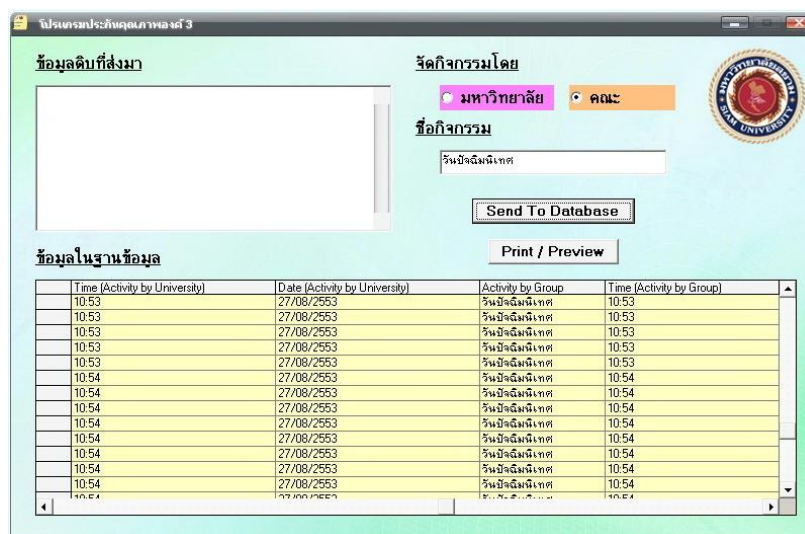 โปรแกรมประกันคุณภาพองค์ 3
ข้อมูลดิบที่ส่งมา
จัดกิจกรรมโดย
มหาวิทยาลัย คณะ
ชื่อกิจกรรม
วันปัจฉิมนิเทศ
Send To Database
Print / Preview
ข้อมูลในฐานข้อมูล
มหาวิทยาลัยสยาม
SIAM UNIVERSITY
Time (Activity by University) Date (Activity by University) Activity by Group Time (Activity by Group)
10:53 27/08/2553 วันปัจฉิมนิเทศ 10:53
10:53 27/08/2553 วันปัจฉิมนิเทศ 10:53
10:53 27/08/2553 วันปัจฉิมนิเทศ 10:53
10:53 27/08/2553 วันปัจฉิมนิเทศ 10:53
10:53 27/08/2553 วันปัจฉิมนิเทศ 10:53
10:54 27/08/2553 วันปัจฉิมนิเทศ 10:54
10:54 27/08/2553 วันปัจฉิมนิเทศ 10:54
10:54 27/08/2553 วันปัจฉิมนิเทศ 10:54
10:54 27/08/2553 วันปัจฉิมนิเทศ 10:54
10:54 27/08/2553 วันปัจฉิมนิเทศ 10:54
10:54 27/08/2553 วันปัจฉิมนิเทศ 10:54
10:54 27/08/2553 วันปัจฉิมนิเทศ 10:54
10:54 27/08/2553 วันปัจฉิมนิเทศ 10:54